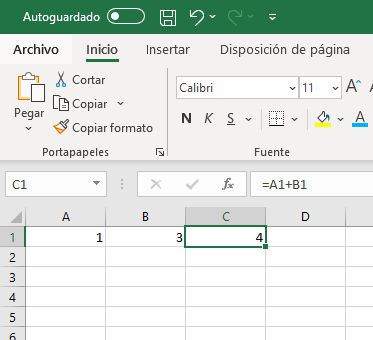 Autoguardado
Archivo Inicio Insertar Disposición de página
Pegar
Cortar
Copiar
Copiar formato
Portapapeles
Calibri 11 A
N K S A
Fuente
C1 fx =A1+B1
A B C D
1 1 3 4
2
3
4
5
6